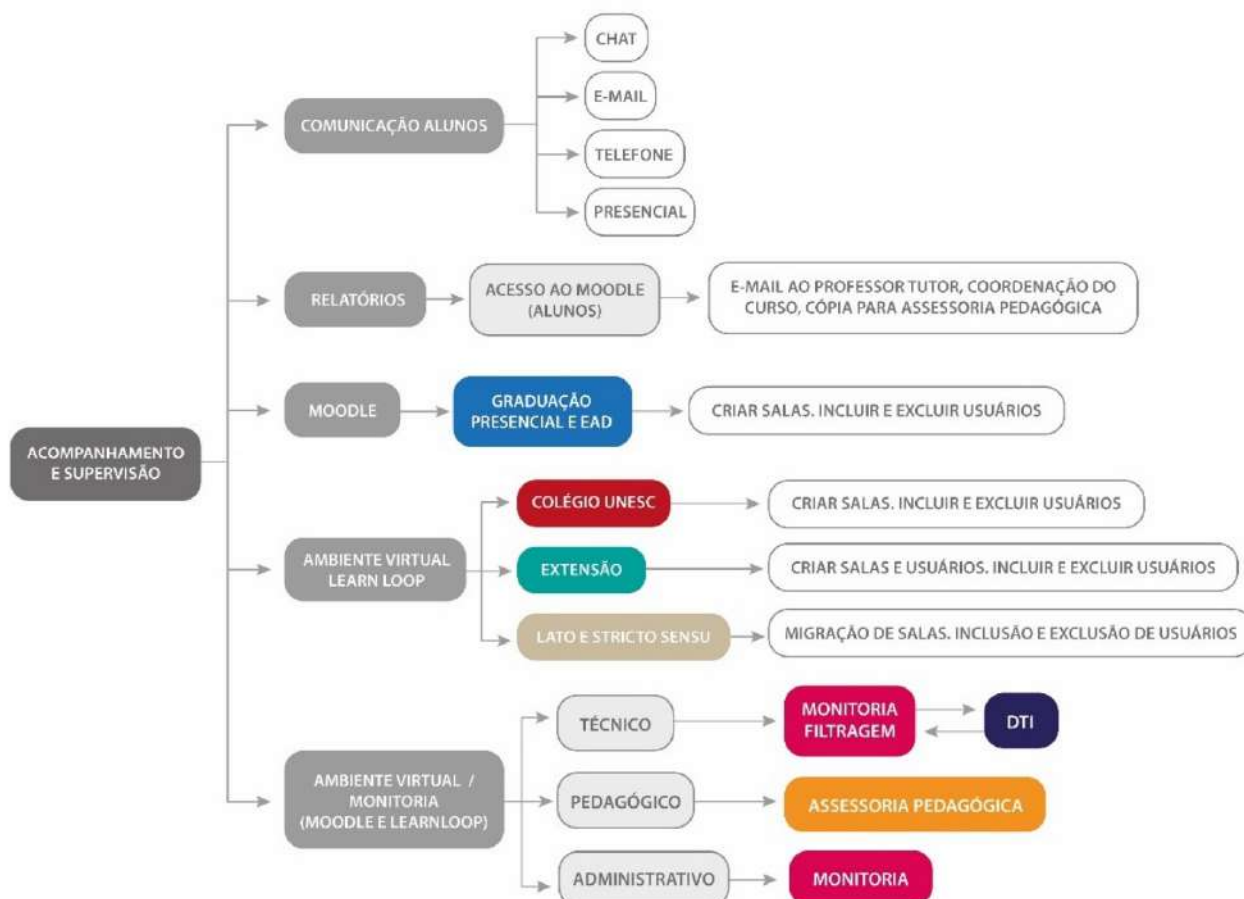 CHAT
E-MAIL
COMUNICAÇÃO ALUNOS
TELEFONE
PRESENCIAL
RELATÓRIOS
ACESSO AO MOODLE
(ALUNOS)
E-MAIL AO PROFESSOR TUTOR, COORDENAÇÃO DO
CURSO, CÓPIA PARA ASSESSORIA PEDAGÓGICA
MOODLE
GRADUAÇÃO
PRESENCIAL E EAD
CRIAR SALAS. INCLUIR E EXCLUIR USUÁRIOS
ACOMPANHAMENTO
E SUPERVISÃO
AMBIENTE VIRTUAL
LEARN LOOP
COLÉGIO UNESC
CRIAR SALAS. INCLUIR E EXCLUIR USUÁRIOS
EXTENSÃO
CRIAR SALAS E USUÁRIOS. INCLUIR E EXCLUIR USUÁRIOS
LATO E STRICTO SENSU
MIGRAÇÃO DE SALAS. INCLUSÃO E EXCLUSÃO DE USUÁRIOS
AMBIENTE VIRTUAL /
MONITORIA
(MOODLE E LEARNLOOP)
TÉCNICO
MONITORIA
FILTRAGEM
DTI
PEDAGÓGICO
ASSESSORIA PEDAGÓGICA
ADMINISTRATIVO
MONITORIA